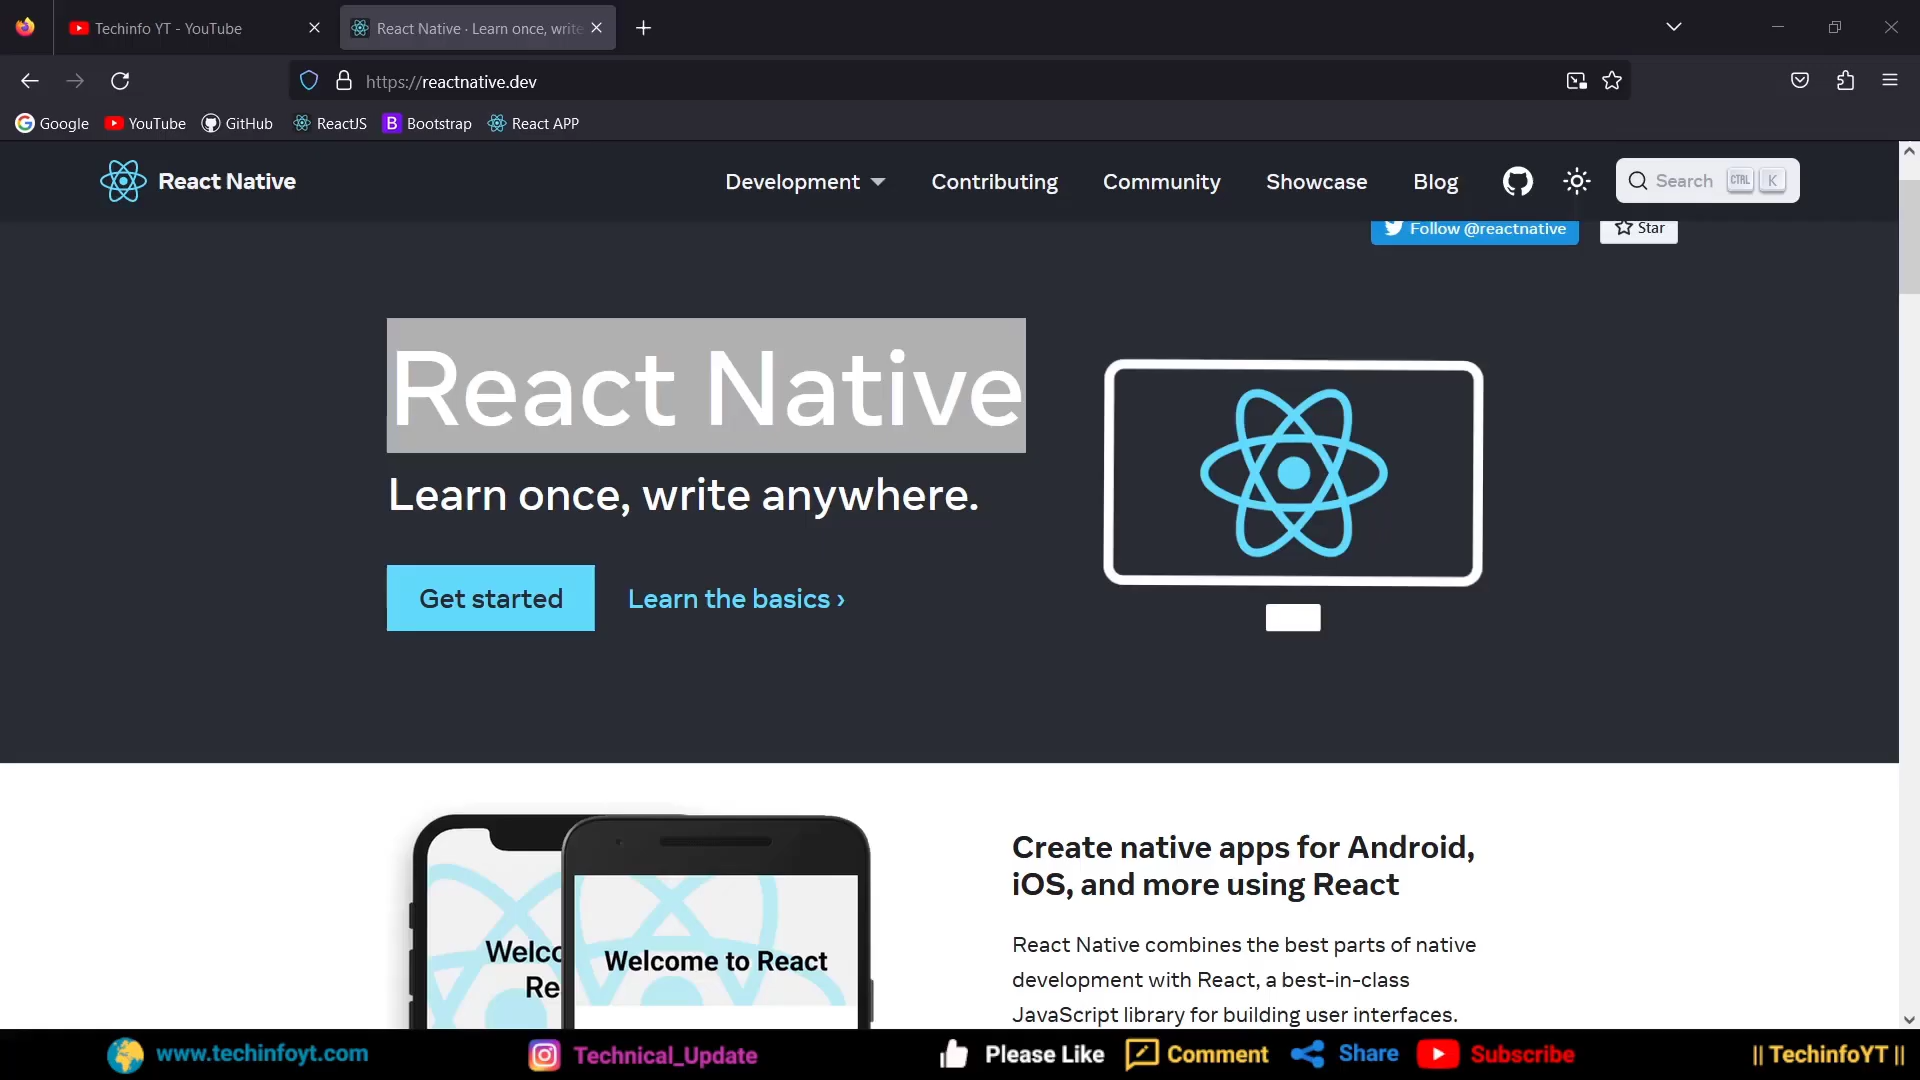 Techinfo YT - YouTube
React Native · Learn once, write
https://reactnative.dev
Google
YouTube
GitHub
ReactJS
B Bootstrap
React APP
React Native
Development
Contributing
Community
Showcase
Blog
Search
CTRL
K
Follow @reactnative
Star
React Native
Learn once, write anywhere.
Get started
Learn the basics ›
Create native apps for Android,
iOS, and more using React
React Native combines the best parts of native
development with React, a best-in-class
JavaScript library for building user interfaces.
Welco
Re
Welcome to React
www.techinfoyt.com
Technical_Update
Please Like
Comment
Share
Subscribe
|| TechinfoYT ||